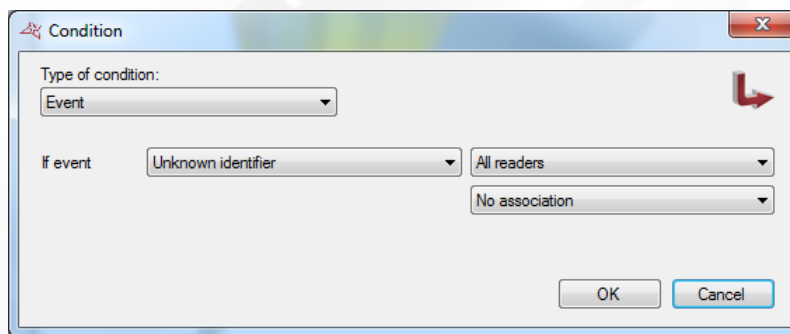 Condition
Type of condition:
Event
If event Unknown identifier All readers
No association
OK Cancel